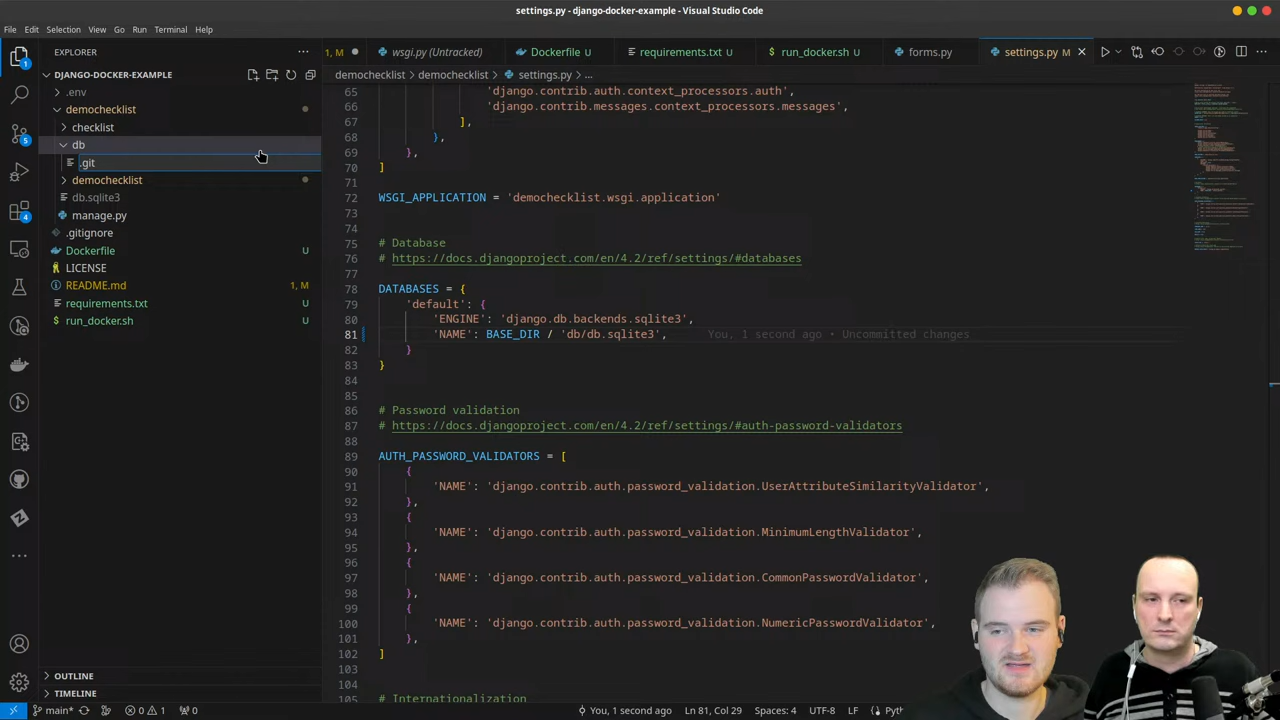 settings.py - django-docker-example - Visual Studio Code
File Edit Selection View Go Run Terminal Help
EXPLORER
1, M
wsgi.py (Untracked)
Dockerfile U
requirements.txt U
run_docker.sh U
forms.py
settings.py M
DJANGO-DOCKER-EXAMPLE
demochecklist > demochecklist > settings.py > ...
.env
demochecklist
checklist
db
.git
demochecklist
db.sqlite3
manage.py
.gitignore
Dockerfile U
LICENSE
README.md 1, M
requirements.txt U
run_docker.sh U
1
5
4
65 'django.contrib.auth.context_processors.auth',
66 'django.contrib.messages.context_processors.messages',
67 ],
68 },
69 },
70 ]
71
72 WSGI_APPLICATION = 'demochecklist.wsgi.application'
73
74
75 # Database
76 # https://docs.djangoproject.com/en/4.2/ref/settings/#databases
77
78 DATABASES = {
79 'default': {
80 'ENGINE': 'django.db.backends.sqlite3',
81 'NAME': BASE_DIR / 'db/db.sqlite3', You, 1 second ago • Uncommitted changes
82 }
83 }
84
85
86 # Password validation
87 # https://docs.djangoproject.com/en/4.2/ref/settings/#auth-password-validators
88
89 AUTH_PASSWORD_VALIDATORS = [
90 {
91 'NAME': 'django.contrib.auth.password_validation.UserAttributeSimilarityValidator',
92 },
93 {
94 'NAME': 'django.contrib.auth.password_validation.MinimumLengthValidator',
95 },
96 {
97 'NAME': 'django.contrib.auth.password_validation.CommonPasswordValidator',
98 },
99 {
100 'NAME': 'django.contrib.auth.password_validation.NumericPasswordValidator',
101 },
102 ]
103
104
105 # Internationalization
OUTLINE
TIMELINE
main* 0 1 0 You, 1 second ago Ln 81, Col 29 Spaces: 4 UTF-8 LF Pyth